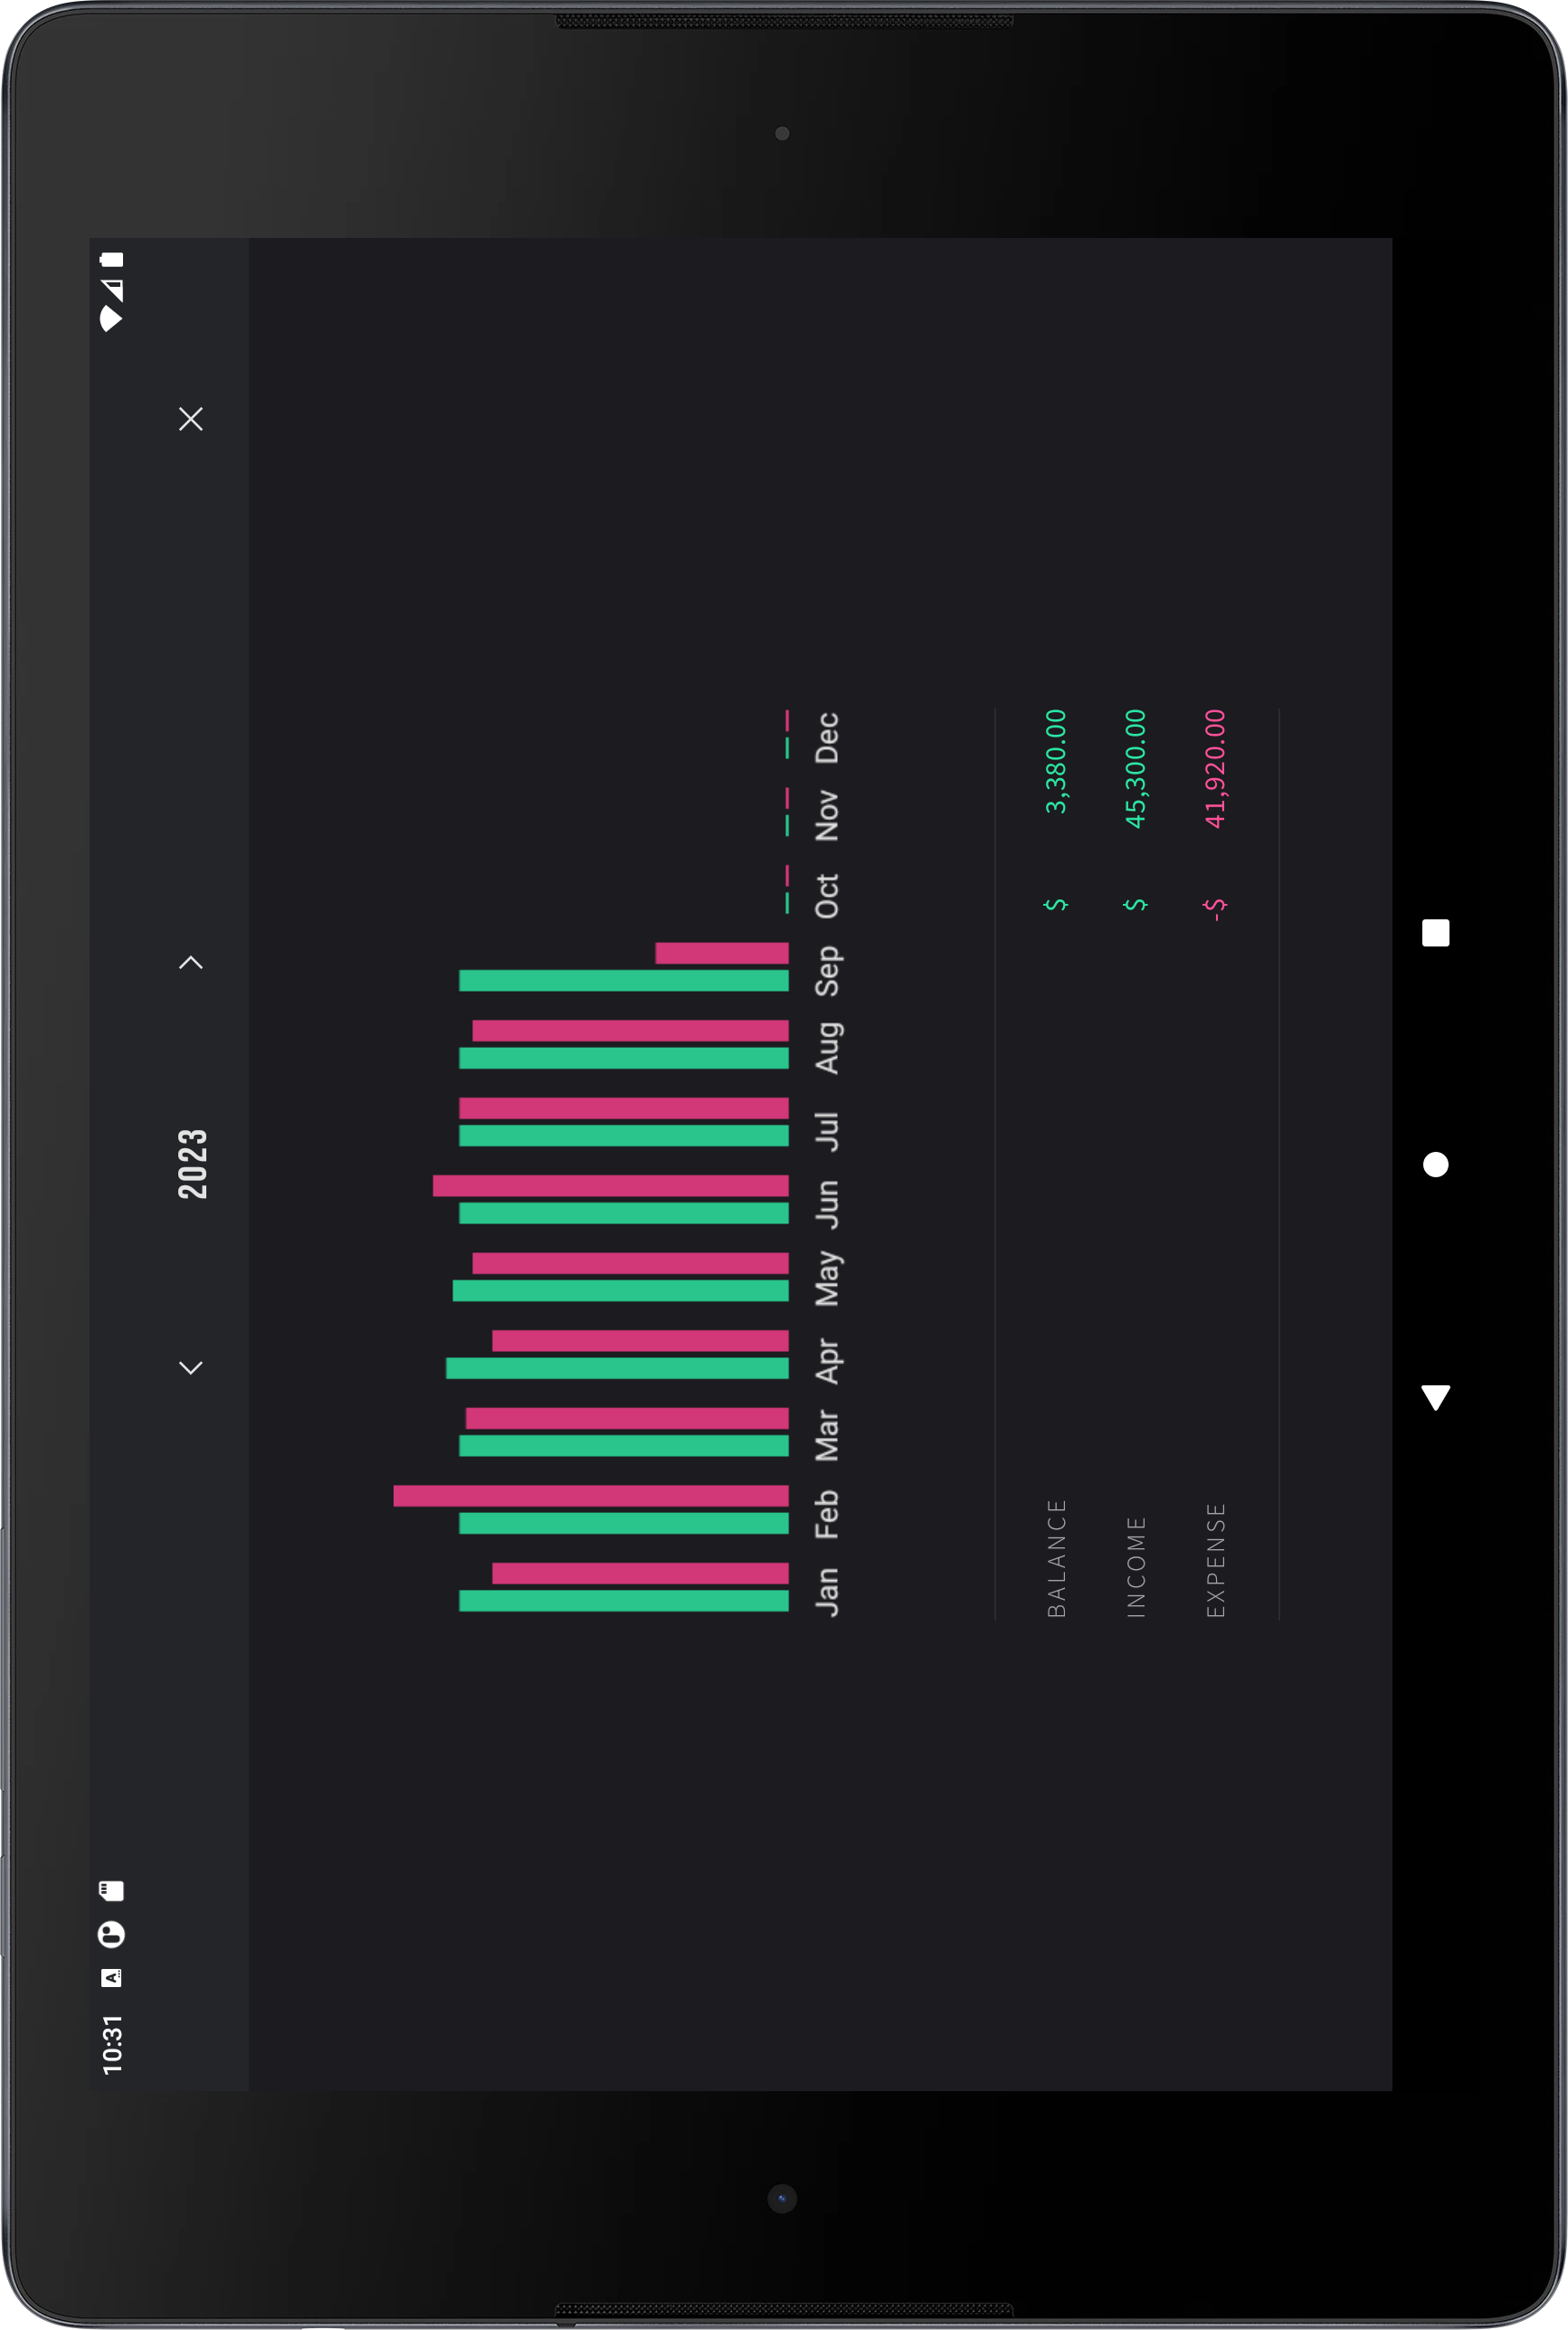 10:31
2023
Jan Feb Mar Apr May Jun Jul Aug Sep Oct Nov Dec
BALANCE $ 3,380.00
INCOME $ 45,300.00
EXPENSE -$ 41,920.00